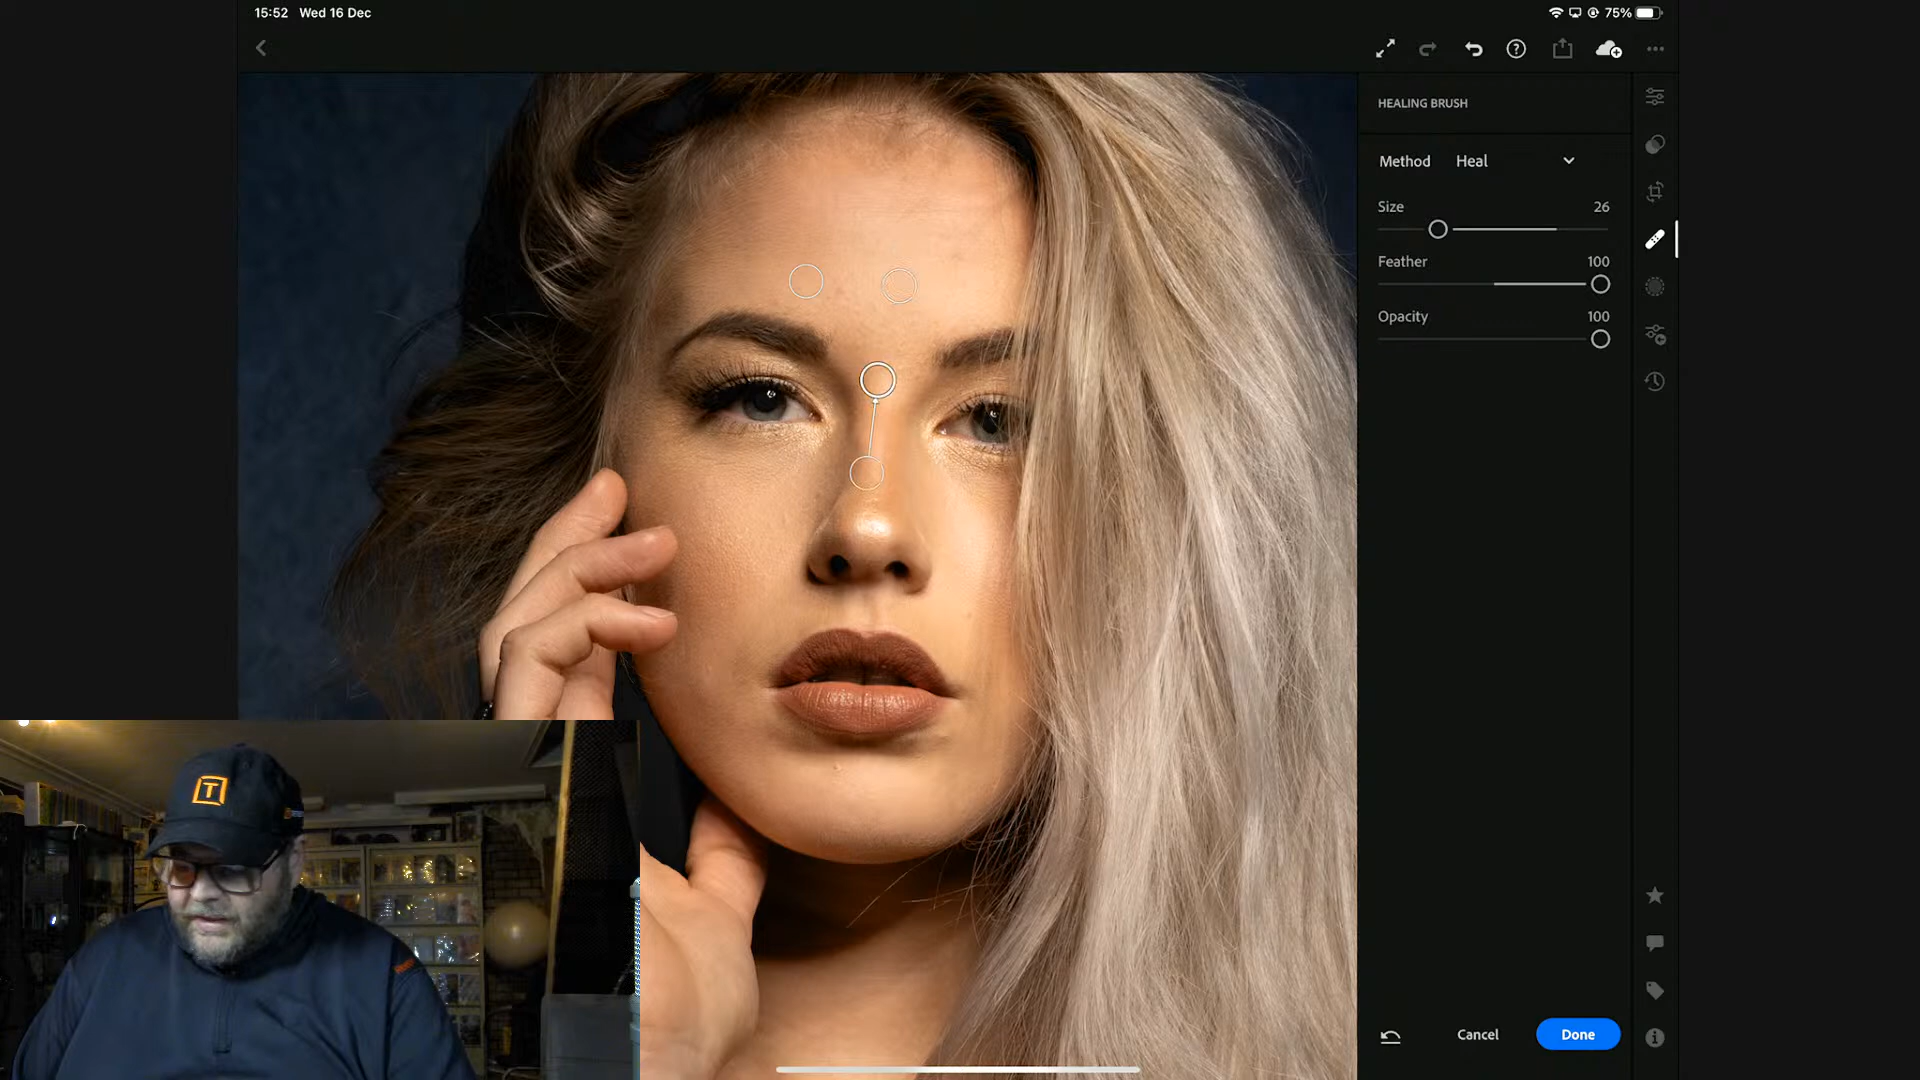 15:52 Wed 16 Dec
75%
HEALING BRUSH
Method Heal
Size 26
Feather 100
Opacity 100
T
Cancel Done